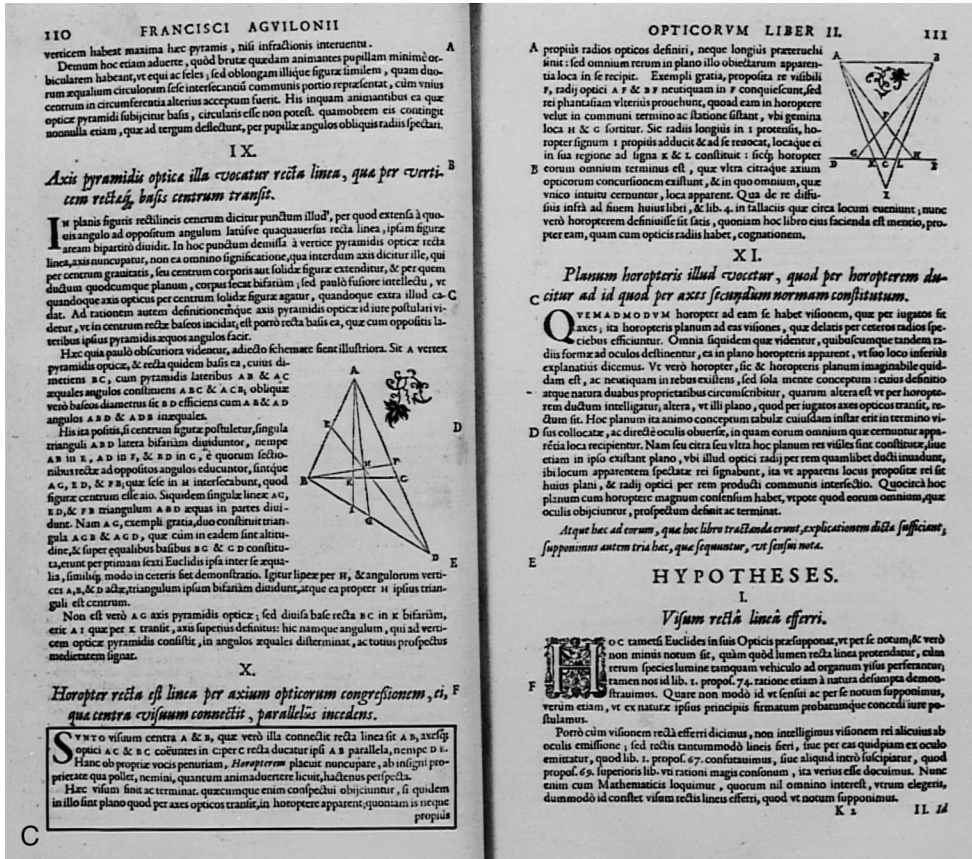 110 FRANCISCI AGVILONII
verticem habeat maxima hæc pyramis, nisi infractionis interuentu. A
Demum hoc etiam aduerte, quòd brutæ quædam animantes pupillam minimè or-
bicularem habeant, vt equi ac feles; sed oblongam illique figuræ similem, quam duo-
rum æqualium circulorum sese intersecantiũ communis portio repræsentat, cùm vnius
centrum in circumferentia alterius acceptum fuerit. His inquam animantibus ea quæ
opticæ pyramidi subijcitur basis, circularis esse non potest. quamobrem eis contingit
nonnulla etiam, quæ ad tergum deflectunt, per pupillæ angulos obliquis radiis spectari.
IX.
Axis pyramidis opticæ illa vocatur recta linea, quæ per verti- B
cem rectæq́. basis centrum transit.
IN planis figuris rectilineis centrum dicitur punctum illud, per quod extensa à quo-
uis angulo ad oppositum angulum latúsve quaquauersus recta linea, ipsam figuræ
aream bipartitò diuidit. In hoc punctum demissa à vertice pyramidis opticæ recta
linea, axis nuncupatur, non ea omnino significatione, qua interdum axis dicitur ille, qui
per centrum grauitatis, seu centrum corporis aut solidæ figuræ extenditur, & per quem
ductum quodcumque planum, corpus secat bifariàm; sed paulò fusiore intellectu, vt
quandoque axis opticus per centrum solidæ figuræ agatur, quandoque extra illud ca- C
dat. Ad rationem autem definitionémque axis pyramidis opticæ id iure postulari vi-
detur, vt in centrum rectæ baseos incidat; est porrò recta basis ea, quæ cum oppositis la-
teribus ipsius pyramidis æquos angulos facit.
Hæc quia paulò obscuriora videntur, adiecto schemate fient illustriora. Sit A vertex
pyramidis opticæ, & recta quidem basis ea, cuius di-
metiens BC, cum pyramidis lateribus AB & AC
æquales angulos constituens ABC & ACB, obliquæ
verò baseos diametrus sit BD efficiens cum AB & AD
angulos ABD & ADB inæquales.
His ita positis, si centrum figuræ postuletur, singula
trianguli ABD latera bifariàm diuiduntor, nempe
AB in E, AD in F, & BD in G, è quorum sectio-
nibus rectæ ad oppositos angulos educuntor, sintque
AG, ED, & FB; quæ sese in H intersecabunt, quod
figuræ centrum esse aio. Siquidem singulæ lineæ AG,
ED, & FB triangulum ABD æquas in partes diui-
dunt. Nam AG, exempli gratia, duo constituit trian-
gula AGB & AGD, quæ cùm in eadem sint altitu-
dine, & super equalibus basibus BG & GD constitu-
ta, erunt per primam sexti Euclidis ipsa inter se æqua-
lia, similiq́; modo in ceteris fiet demonstratio. Igitur lineæ per H, & angulorum verti-
ces A, B, & D actæ, triangulum ipsum bifariàm diuidunt, atque ea propter H ipsius trian-
guli est centrum.
Non est verò AG axis pyramidis opticæ; sed diuisa base recta BC in K bifariàm,
erit AI quæ per K transit, axis superiùs definitus: hic namque angulum, qui ad verti-
cem opticæ pyramidis consistit, in angulos æquales disterminat, ac totius prospectus
medietatem signat.
X.
Horopter recta est linea per axium opticorum congressionem, ei, F
quæ centra visuum connectit, parallelῶs incedens.
SVNTO visuum centra A & B, quæ verò illa connectit recta linea sit AB, axesq́;
optici AC & BC coëuntes in C: per C recta ducatur ipsi AB parallela, nempe DE.
Hanc ob propriæ vocis penuriam, Horopterem placuit nuncupare, ab insigni pro-
prietate qua pollet, nemini, quantum animaduertere licuit, hactenus perspecta.
Hæc visum finit ac terminat. quæcumque enim conspectui obijciuntur, si quidem
in illo sint plano quod per axes opticos transit, in horoptere apparent; quoniam is neque
propiùs
C
A B C D E F G H I K
D
E
OPTICORVM LIBER II. 111
A propiùs radios opticos definiri, neque longiùs præteruehi
sinit: sed omnium rerum in plano illo obiectarum apparen-
tia loca in se recipit. Exempli gratia, proposita re visibili
F, radij optici AF & BF neutiquam in F conquiescunt, sed
rei phantasiam vlteriùs prouehunt, quoad eam in horoptere
velut in communi termino ac statione sistant, vbi gemina
loca H & G sortitur. Sic radiis longiùs in I protensis, ho-
ropter signum I propiùs adducit & ad se reuocat, locaque ei
in sua regione ad signa K & L constituit: sicq́; horopter
B eorum omnium terminus est, quæ vltra citraque axium
opticorum concursionem existunt, & in quo omnium, quæ
vnico intuitu cernuntur, loca apparent. Qua de re diffu-
siùs infrà ad finem huius libri, & lib. 4. in fallaciis quæ circa locum eueniunt; nunc
verò horopterem definiuisse sit satis, quoniam hoc libro eius facienda est mentio, pro-
pter eam, quam cum opticis radiis habet, cognationem.
A B F G H D K C L E I
XI.
Planum horopteris illud vocetur, quod per horopterem du-
C citur ad id quod per axes secundùm normam constitutum.
QVEMADMODVM horopter ad eam se habet visionem, quæ per iugatos fit
axes; ita horopteris planum ad eas visiones, quæ delatis per ceteros radios spe-
ciebus efficiuntur. Omnia siquidem quæ videntur, quibuscumque tandem ra-
diis formæ ad oculos destinentur, ea in plano horopteris apparent, vt suo loco inferiùs
explanatiùs dicemus. Vt verò horopter, sic & horopteris planum imaginabile quid-
dam est, ac neutiquam in rebus existens, sed sola mente conceptum: cuius definitio
atque natura duabus proprietatibus circumscribitur, quarum altera est vt per horopte-
rem ductum intelligatur, altera, vt illi plano, quod per iugatos axes opticos transit, re-
ctum sit. Hoc planum ita animo conceptum tabulæ cuiusdam instar erit in termino vi-
D sus collocatæ, ac directè oculis obuersæ, in quam eorum omnium quæ cernuntur appa-
rẽtia loca recipientur. Nam seu citra seu vltra hoc planum res visiles sint constitutæ, siue
etiam in ipso existant plano, vbi illud optici radij per rem quamlibet ducti inuadunt,
ibi locum apparentem spectatæ rei signabunt, ita vt apparens locus propositæ rei sit
huius plani, & radij optici per rem producti communis intersectio. Quocircà hoc
planum cum horoptere magnum consensum habet, vtpote quod eorum omnium, quæ
oculis obijciuntur, prospectum definit ac terminat.
Atque hæc ad eorum, quæ hoc libro tractanda erunt, explicationem dicta sufficiant;
supponimus autem tria hæc, quæ sequuntur, vt sensui nota.
E
HYPOTHESES.
I.
Visum rectâ lineâ efferri.
HOC tametsi Euclides in suis Opticis præsupponat, vt per se notum; & verò
non minùs notum sit, quàm quòd lumen recta linea protendatur, cùm
rerum species lumine tamquam vehiculo ad organum visus perferantur;
tamen nos id lib. 1. propos. 74. ratione etiam à natura desumpta demon-
F strauimus. Quare non modò id vt sensui ac per se notum supponimus,
verùm etiam, vt ex naturæ ipsius principiis firmatum probatumque concedi iure po-
stulamus.
Porrò cùm visionem rectà efferri dicimus, non intelligimus visionem rei alicuius ab
oculis emissione; sed rectis tantummodò lineis fieri, siue per eas quidpiam ex oculo
emittatur, quod lib. 1. propos. 67. confutauimus, siue aliquid intrò suscipiatur, quod
propos. 69. superioris lib. vti rationi magis consonum, ita verius esse docuimus. Nunc
enim cum Mathematicis loquimur, quorum nil omnino interest, vtrum elegeris,
dummodò id constet visum rectis lineis efferri, quod vt notum supponimus.
K 2 II. Id